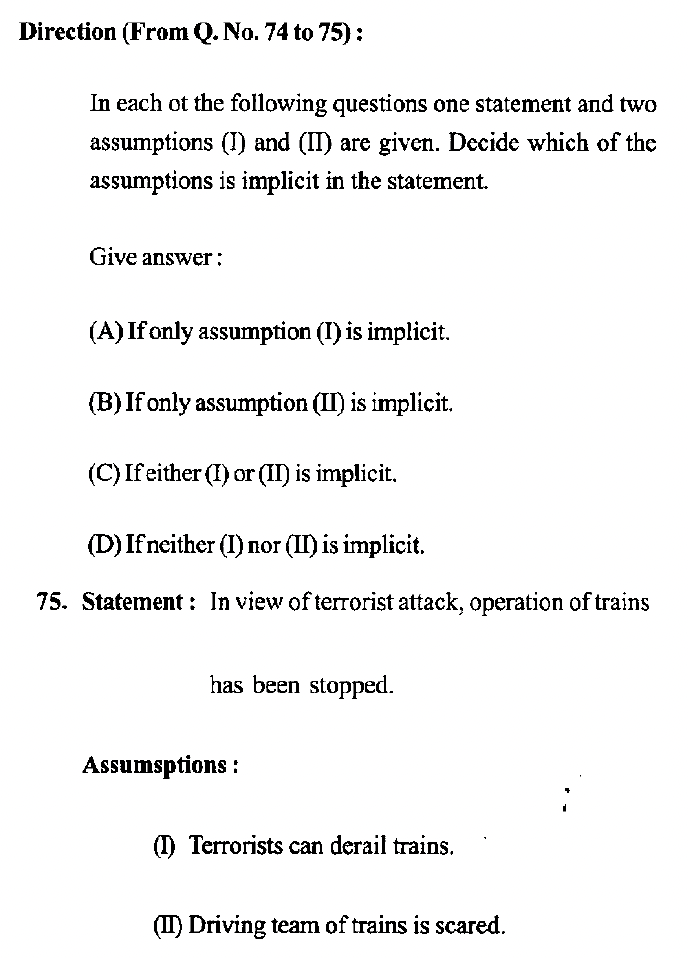 Direction (From Q. No. 74 to 75) :
In each ot the following questions one statement and two
assumptions (I) and (II) are given. Decide which of the
assumptions is implicit in the statement.
Give answer :
(A) If only assumption (I) is implicit.
(B) If only assumption (II) is implicit.
(C) If either (I) or (II) is implicit.
(D) If neither (I) nor (II) is implicit.
75. Statement : In view of terrorist attack, operation of trains
has been stopped.
Assumsptions :
(I) Terrorists can derail trains.
(II) Driving team of trains is scared.